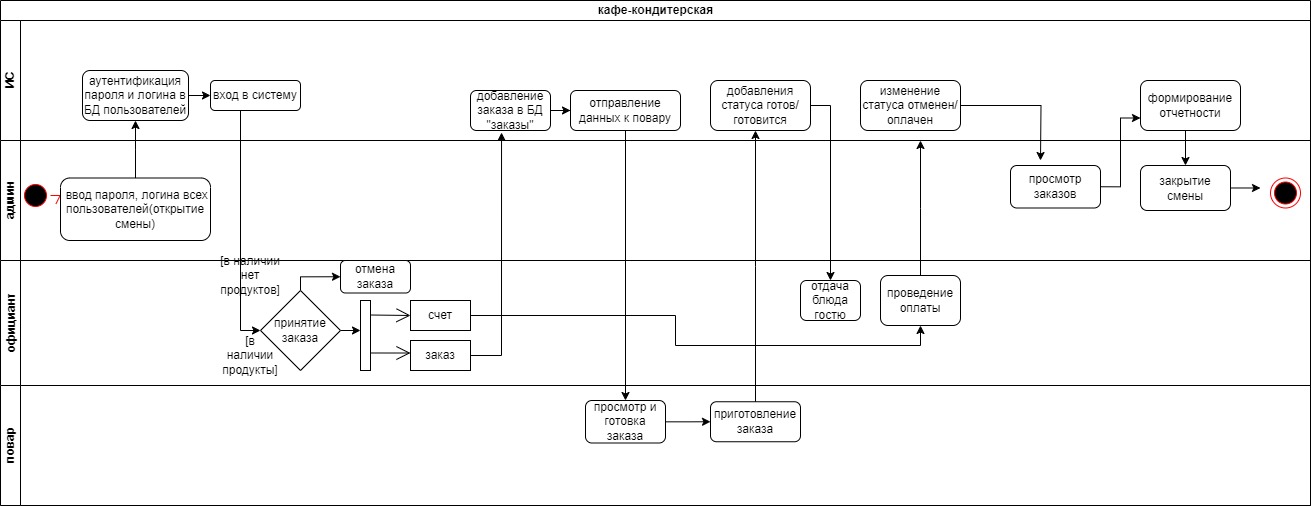 кафе-кондитерская
ИС
аутентификация
пароля и логина в
БД пользователей
вход в систему
добавление
заказа в БД
"заказы"
отправление
данных к повару
добавления
статуса готов/
готовится
изменение
статуса отменен/
оплачен
формирование
отчетности
админ
ввод пароля, логина всех
пользователей(открытие
смены)
просмотр
заказов
закрытие
смены
официант
[в наличии
нет
продуктов]
отмена
заказа
принятие
заказа
[в
наличии
продукты]
счет
заказ
отдача
блюда
гостю
проведение
оплаты
повар
просмотр и
готовка
заказа
приготовление
заказа